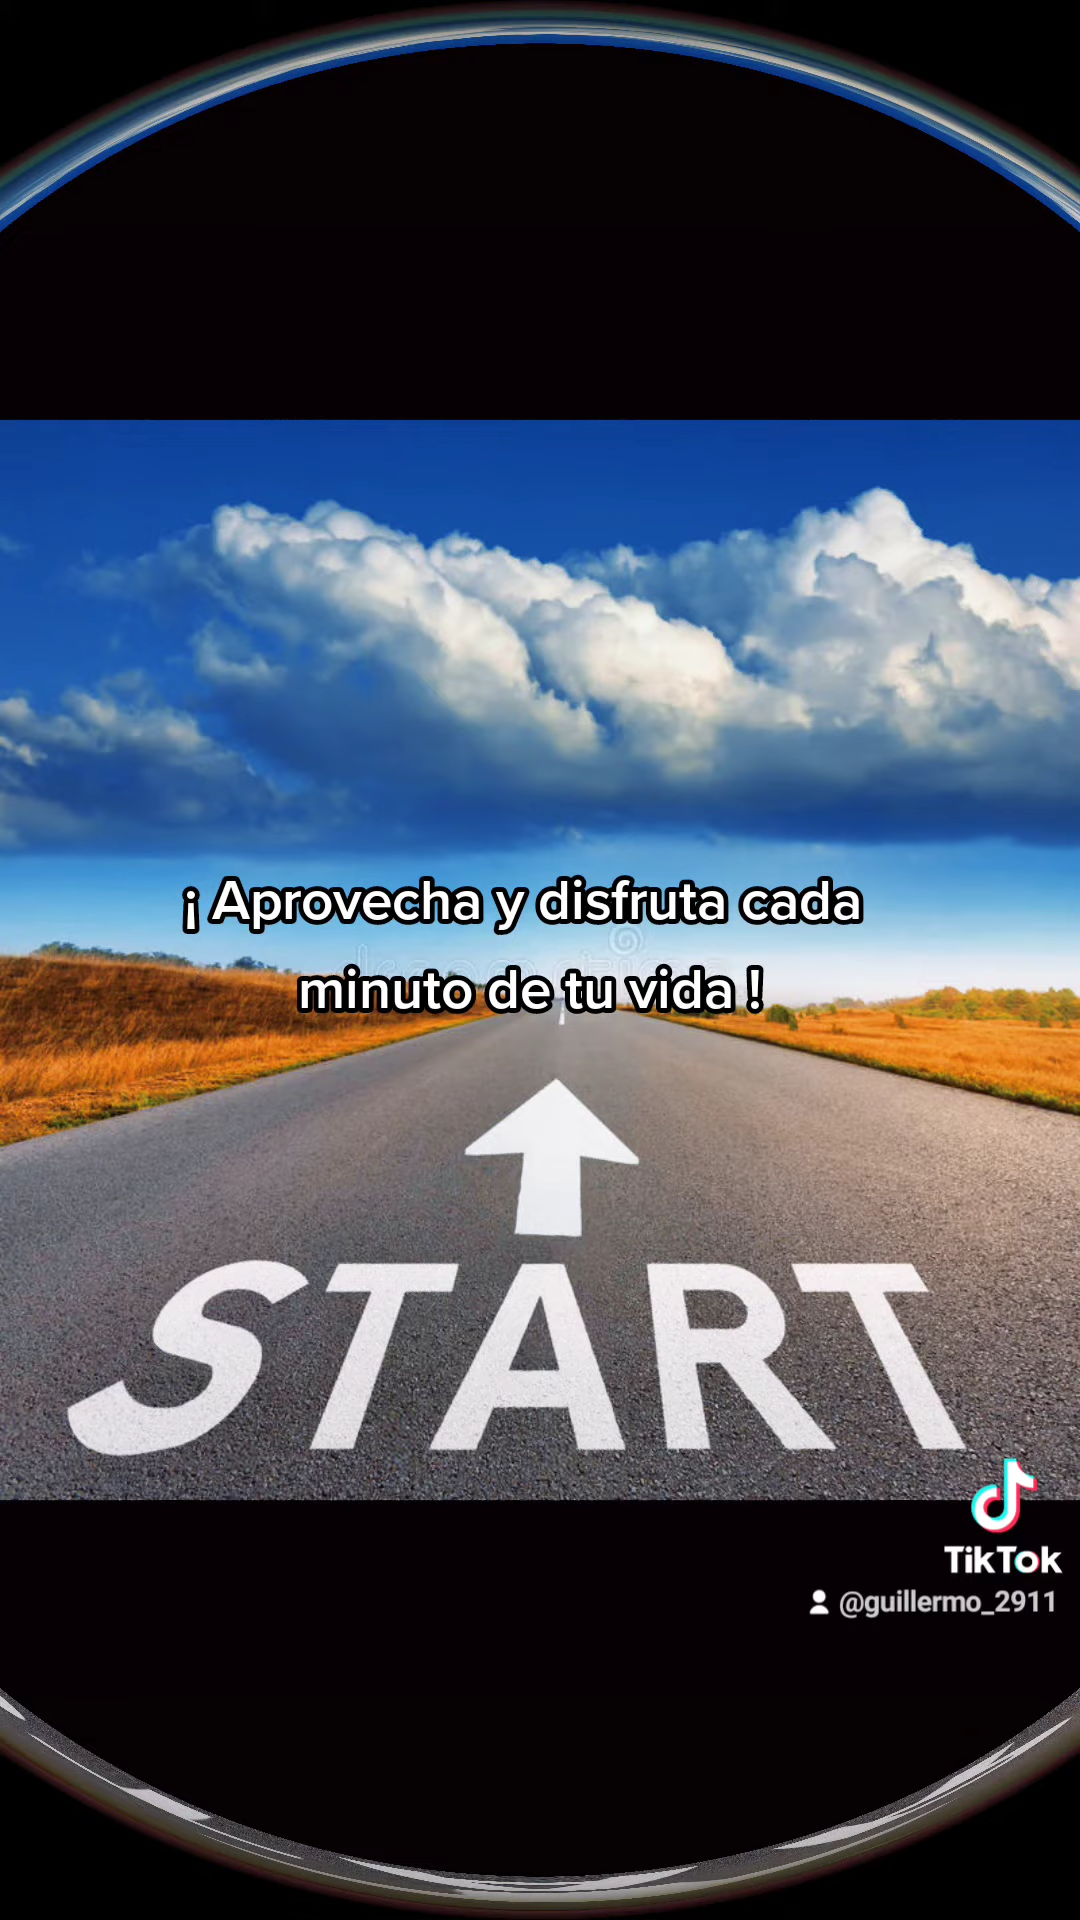 ¡ Aprovecha y disfruta cada
minuto de tu vida !
START
TikTok
@guillermo_2911